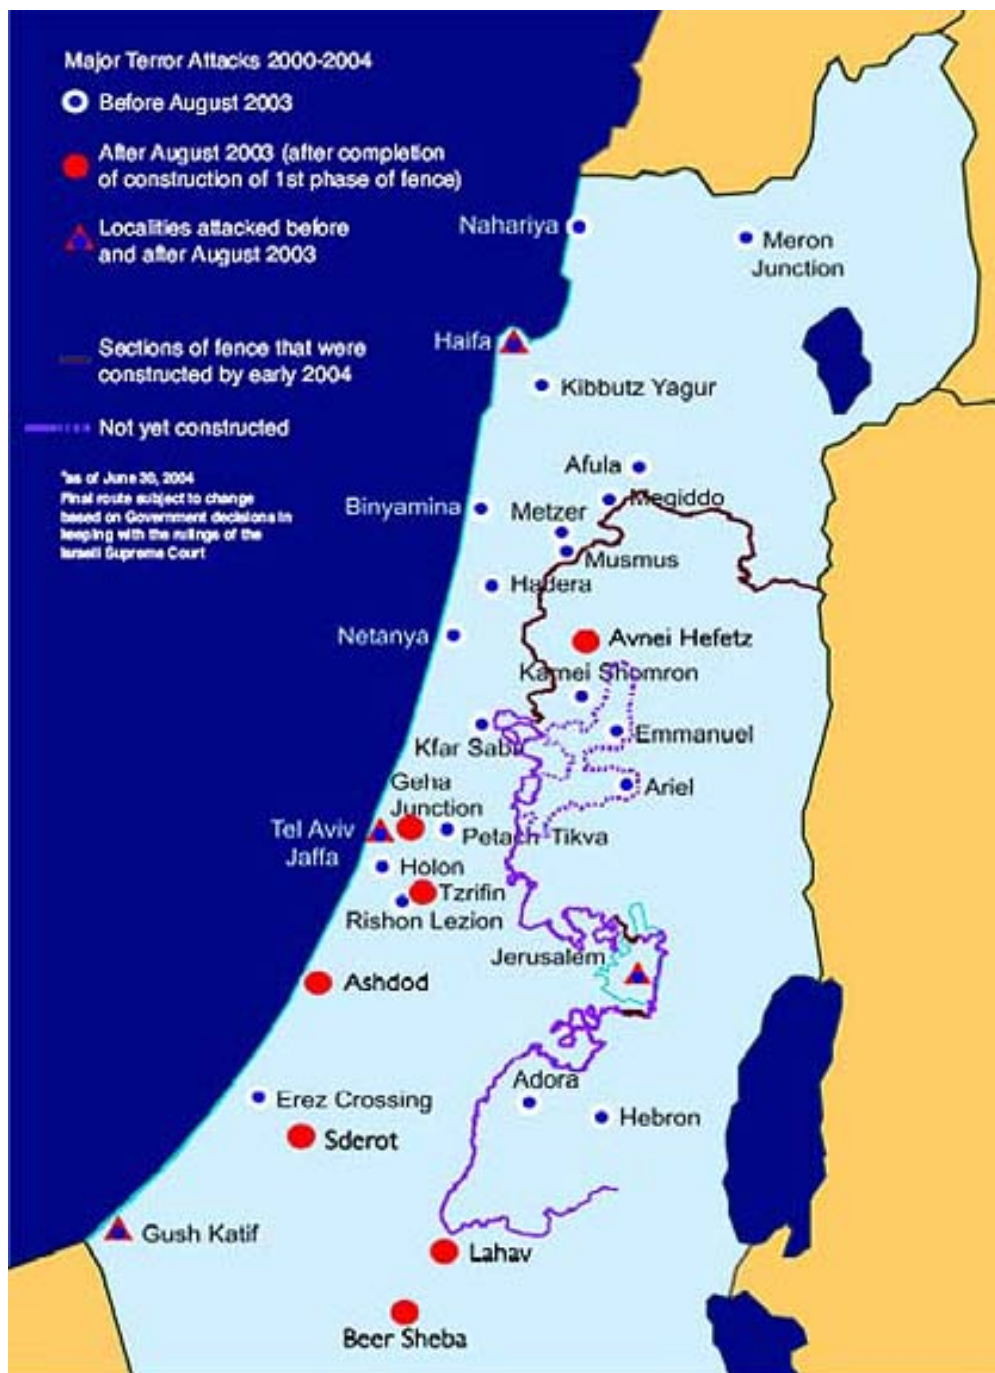 Major Terror Attacks 2000-2004
Before August 2003
After August 2003 (after completion
of construction of 1st phase of fence)
Localities attacked before
and after August 2003
Sections of fence that were
constructed by early 2004
Not yet constructed
*as of June 30, 2004
Final route subject to change
based on Government decisions in
keeping with the rulings of the
Israeli Supreme Court
Nahariya
Meron
Junction
Haifa
Kibbutz Yagur
Afula
Megiddo
Binyamina
Metzer
Musmus
Hadera
Netanya
Avnei Hefetz
Karnei Shomron
Kfar Saba
Emmanuel
Geha
Junction
Ariel
Tel Aviv
Jaffa
Petach Tikva
Holon
Tzrifin
Rishon Lezion
Jerusalem
Ashdod
Adora
Erez Crossing
Hebron
Sderot
Gush Katif
Lahav
Beer Sheba